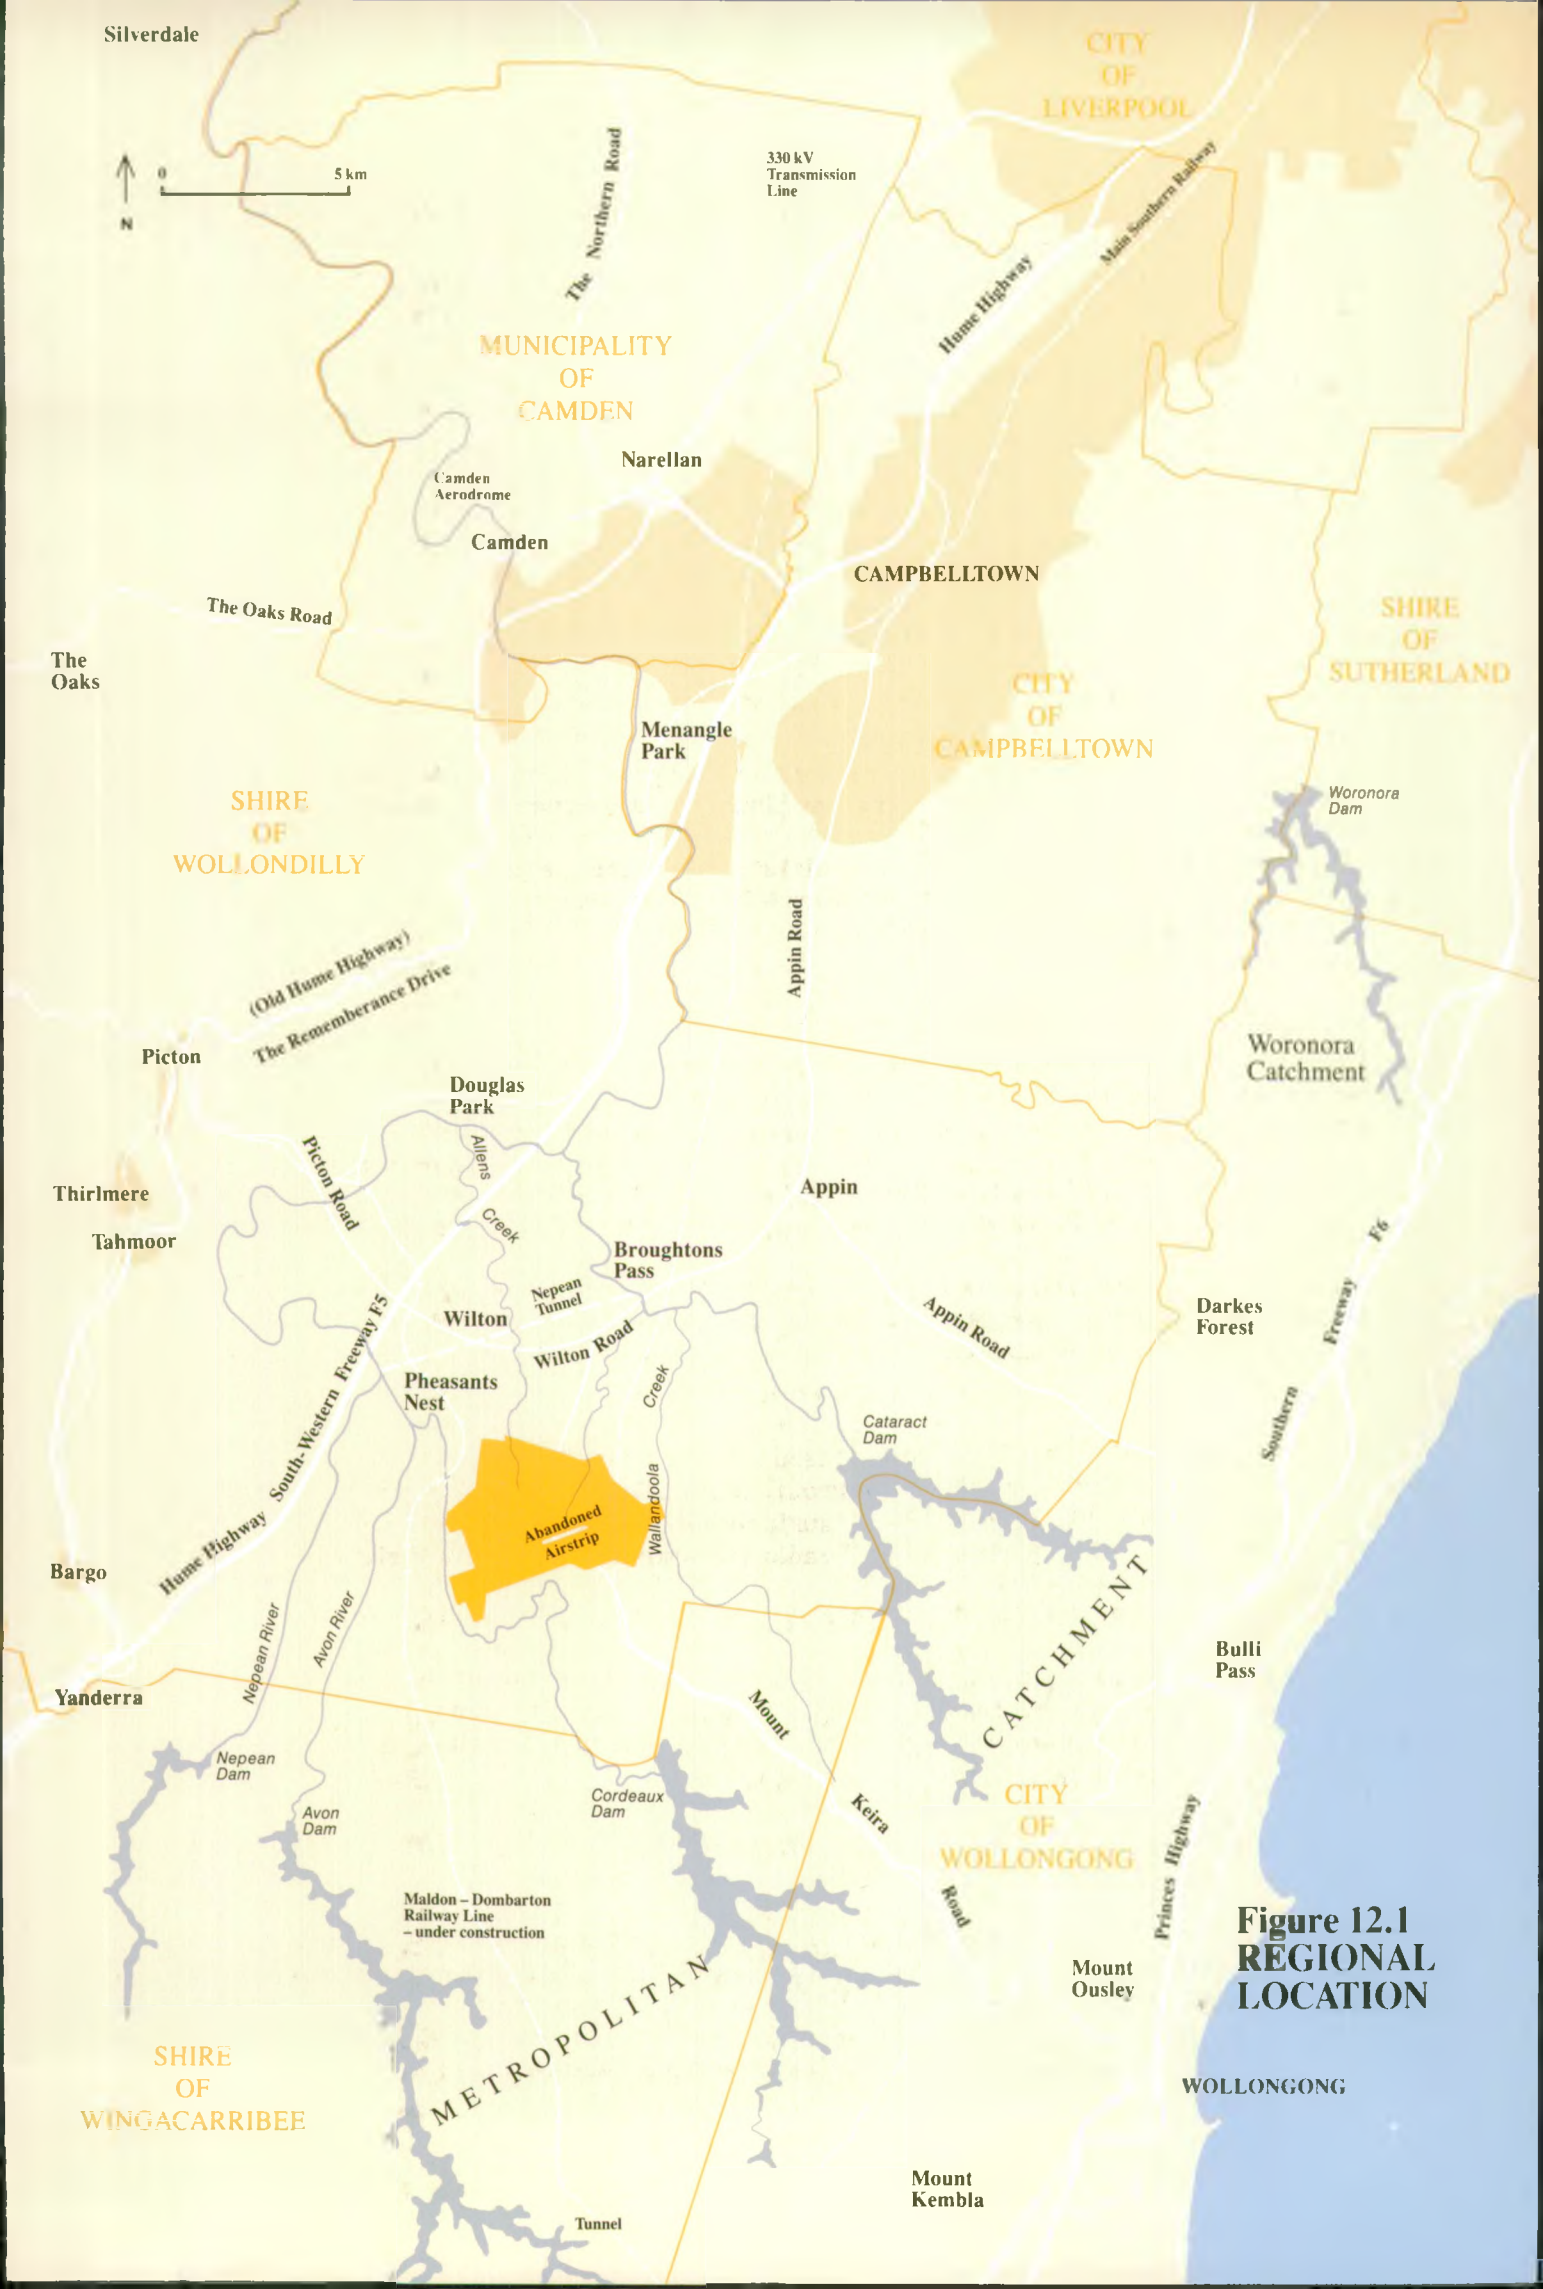 Silverdale
CITY
OF
LIVERPOOL
0 5 km
N
The Northern Road
330 kV
Transmission
Line
Main Southern Railway
Hume Highway
MUNICIPALITY
OF
CAMDEN
Narellan
Camden
Aerodrome
Camden
CAMPBELLTOWN
The Oaks Road
The
Oaks
SHIRE
OF
SUTHERLAND
CITY
OF
CAMPBELLTOWN
Menangle
Park
SHIRE
OF
WOLLONDILLY
Woronora
Dam
Appin Road
(Old Hume Highway)
The Rememberance Drive
Picton
Woronora
Catchment
Douglas
Park
Allens
Creek
Picton Road
Thirlmere
Tahmoor
Appin
Broughtons
Pass
Nepean
Tunnel
Wilton
Wilton Road
Appin Road
Darkes
Forest
Southern Freeway F6
Hume Highway South-Western Freeway F5
Pheasants
Nest
Wallandoola Creek
Cataract
Dam
Abandoned
Airstrip
Bargo
Nepean River
Avon River
Yanderra
Bulli
Pass
Nepean
Dam
Avon
Dam
Cordeaux
Dam
Mount Keira Road
METROPOLITAN CATCHMENT
CITY
OF
WOLLONGONG
Princes Highway
Maldon – Dombarton
Railway Line
– under construction
Mount
Ousley
Figure 12.1
REGIONAL
LOCATION
SHIRE
OF
WINGACARRIBEE
WOLLONGONG
Mount
Kembla
Tunnel